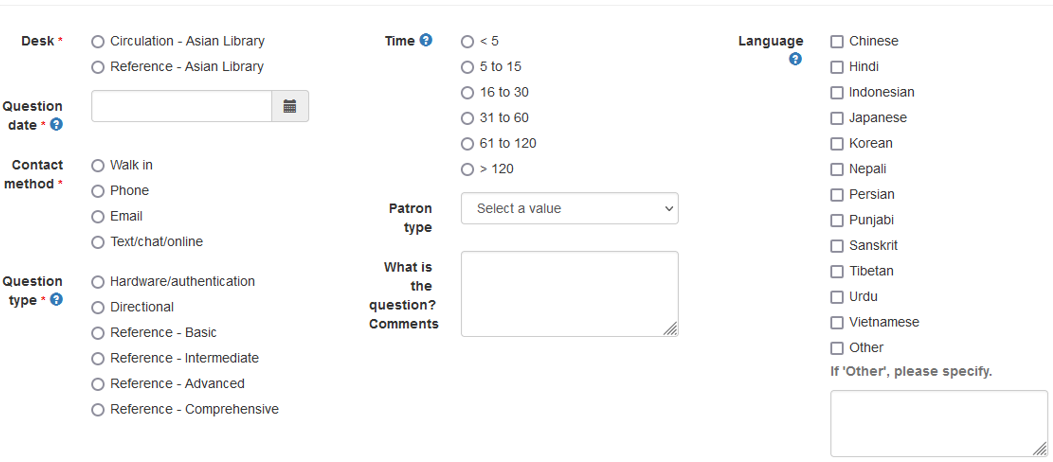 Desk *
Circulation - Asian Library
Reference - Asian Library
Question
date * ?
Contact
method *
Walk in
Phone
Email
Text/chat/online
Question
type * ?
Hardware/authentication
Directional
Reference - Basic
Reference - Intermediate
Reference - Advanced
Reference - Comprehensive
Time ?
< 5
5 to 15
16 to 30
31 to 60
61 to 120
> 120
Patron
type
Select a value
What is
the
question?
Comments
Language
?
Chinese
Hindi
Indonesian
Japanese
Korean
Nepali
Persian
Punjabi
Sanskrit
Tibetan
Urdu
Vietnamese
Other
If 'Other', please specify.